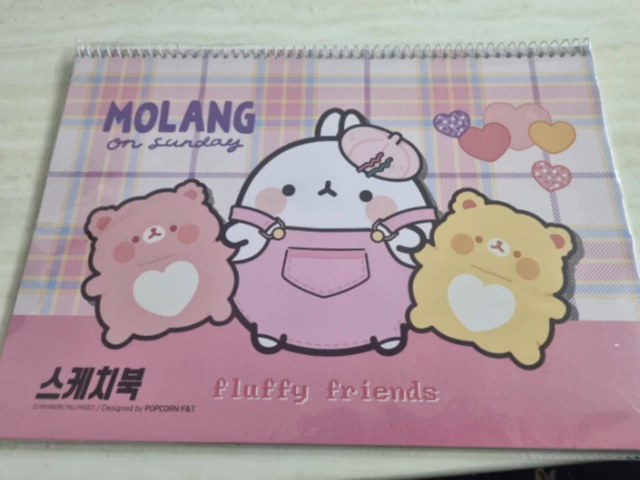 MOLANG
on sunday
스케치북
fluffy friends
/ Designed by POPCORN F&T